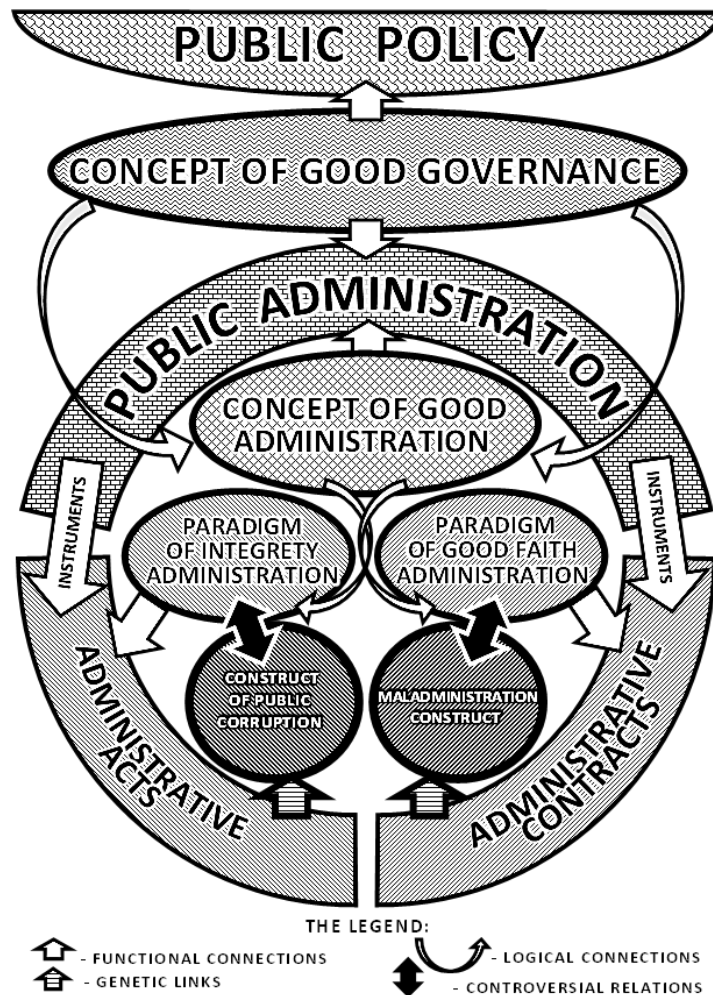 PUBLIC POLICY
CONCEPT OF GOOD GOVERNANCE
PUBLIC ADMINISTRATION
CONCEPT OF GOOD
ADMINISTRATION
INSTRUMENTS
INSTRUMENTS
PARADIGM
OF INTEGRETY
ADMINISTRATION
PARADIGM
OF GOOD FAITH
ADMINISTRATION
CONSTRUCT
OF PUBLIC
CORRUPTION
MALADMINISTRATION
CONSTRUCT
ADMINISTRATIVE
ACTS
ADMINISTRATIVE
CONTRACTS
THE LEGEND:
- FUNCTIONAL CONNECTIONS
- GENETIC LINKS
- LOGICAL CONNECTIONS
- CONTROVERSIAL RELATIONS